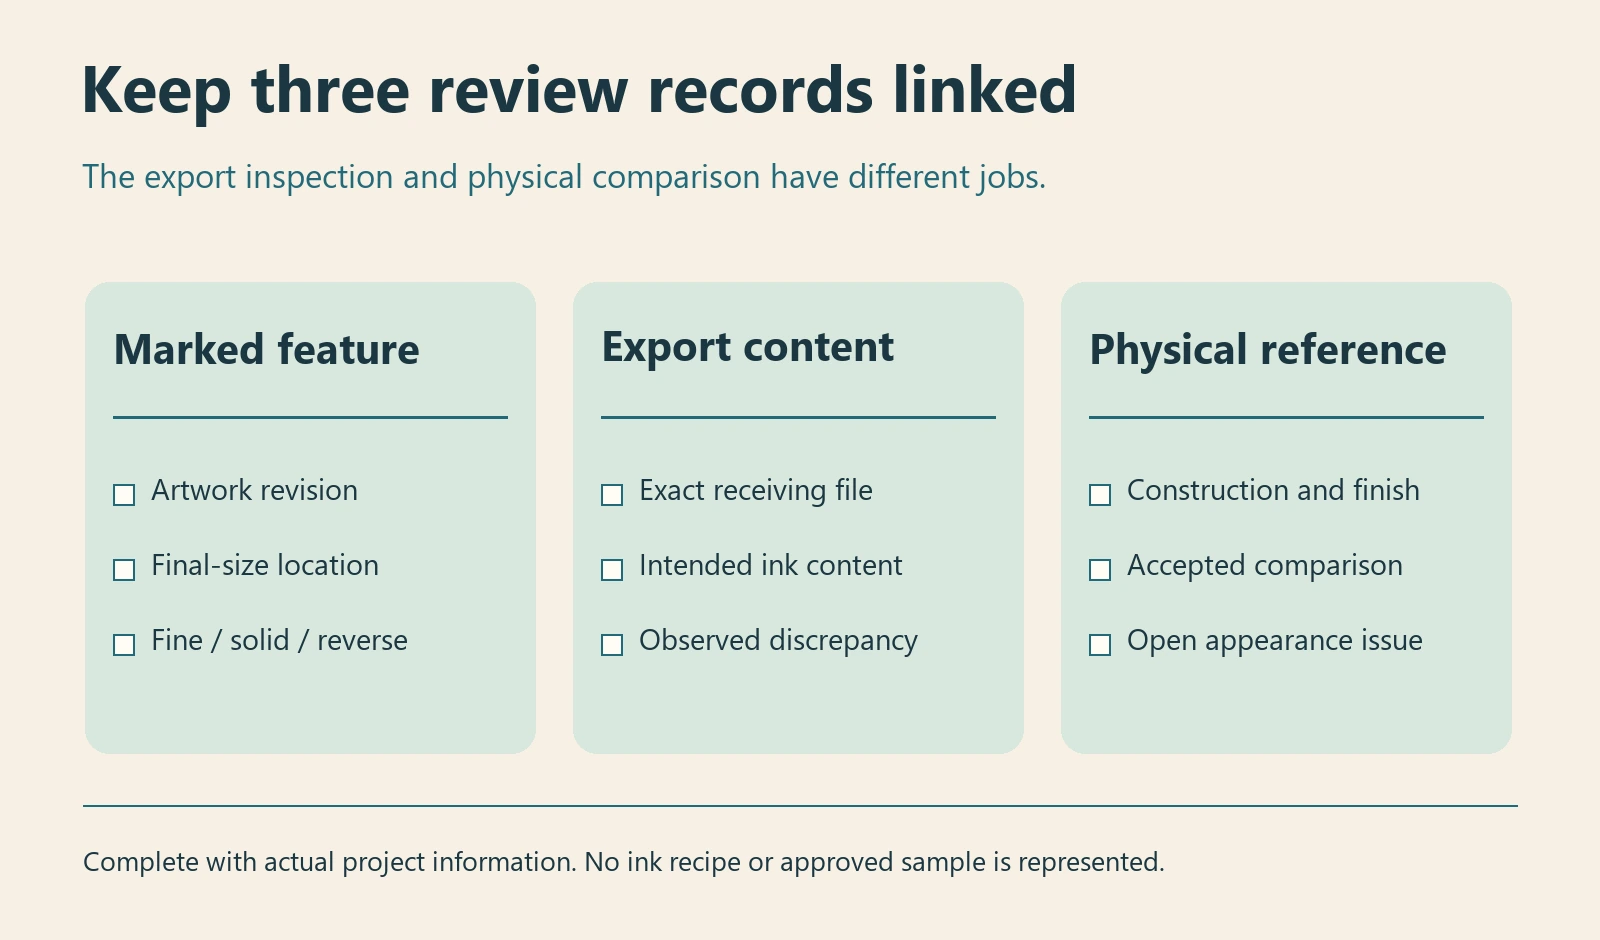 Keep three review records linked
The export inspection and physical comparison have different jobs.
Marked feature
Artwork revision
Final-size location
Fine / solid / reverse
Export content
Exact receiving file
Intended ink content
Observed discrepancy
Physical reference
Construction and finish
Accepted comparison
Open appearance issue
Complete with actual project information. No ink recipe or approved sample is represented.